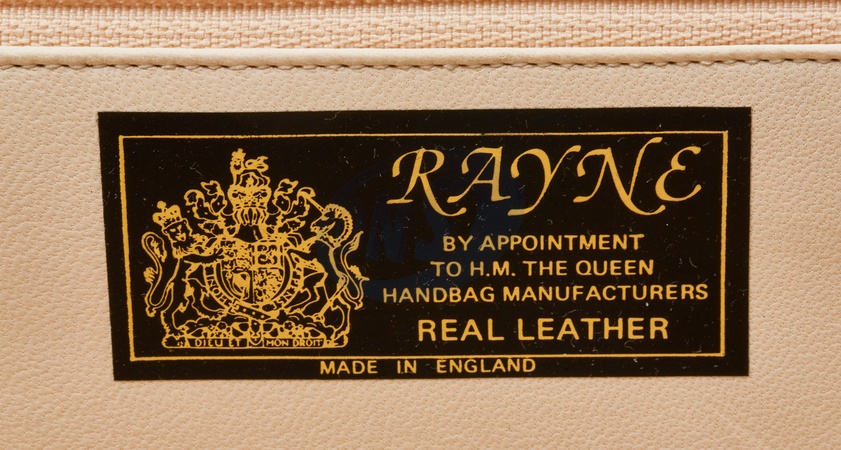 RAYNE
BY APPOINTMENT
TO H.M. THE QUEEN
HANDBAG MANUFACTURERS
REAL LEATHER
DIEU ET MON DROIT
MADE IN ENGLAND